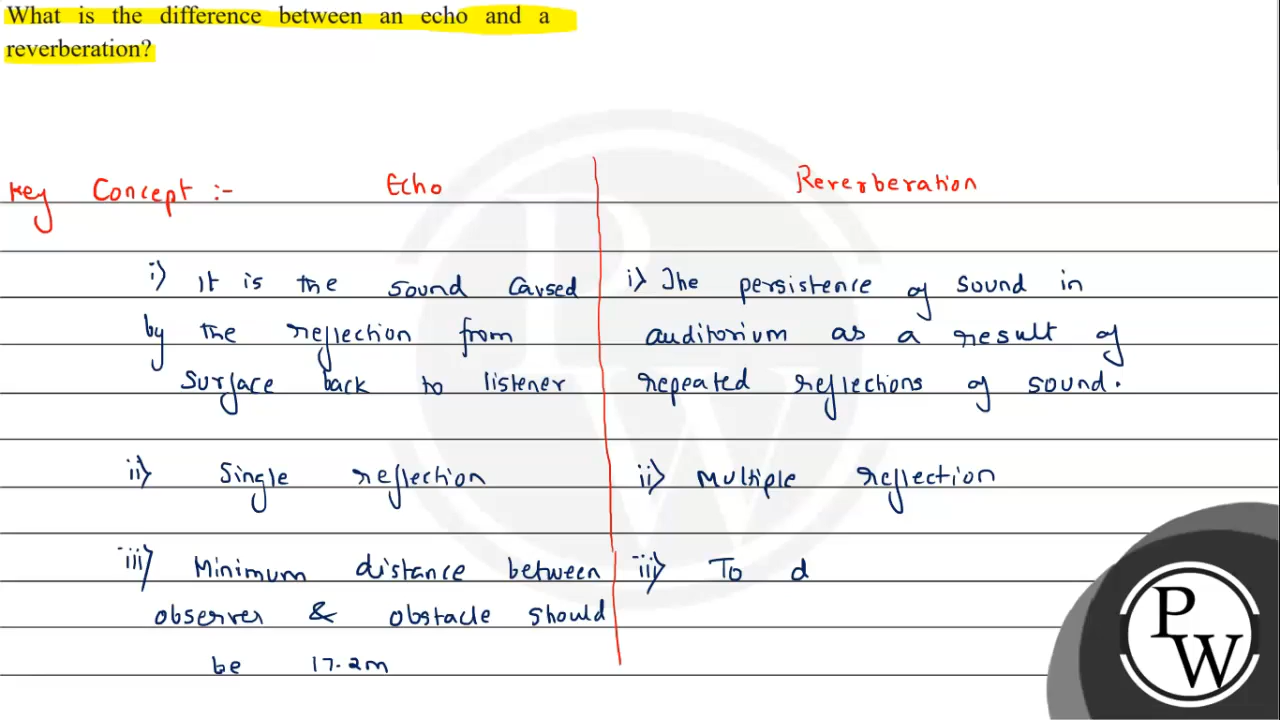 What is the difference between an echo and a
reverberation?
Key Concept :- Echo
Reverberation
i) It is the sound caused
by the reflection from
surface back to listener
i) The persistence of sound in
auditorium as a result of
repeated reflections of sound.
ii) Single reflection
ii) Multiple reflection
iii) Minimum distance between
observer & obstacle should
be 17.2m
iii) To d
PW
PW